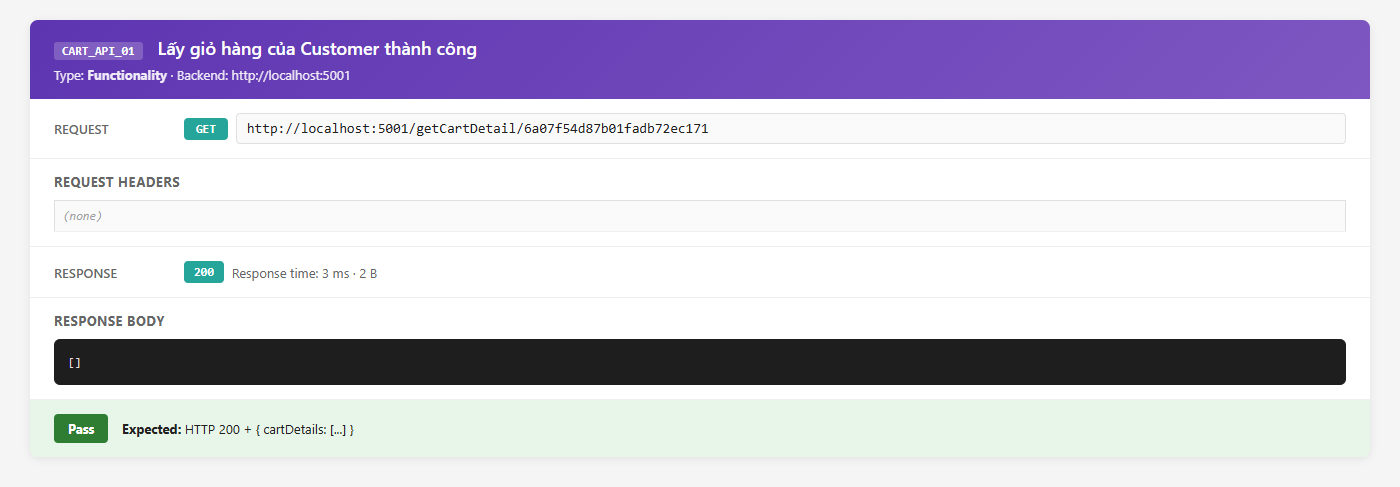 CART_API_01 Lấy giỏ hàng của Customer thành công
Type: Functionality · Backend: http://localhost:5001
REQUEST GET http://localhost:5001/getCartDetail/6a07f54d87b01fadb72ec171
REQUEST HEADERS
(none)
RESPONSE 200 Response time: 3 ms · 2 B
RESPONSE BODY
[]
Pass Expected: HTTP 200 + { cartDetails: [...] }